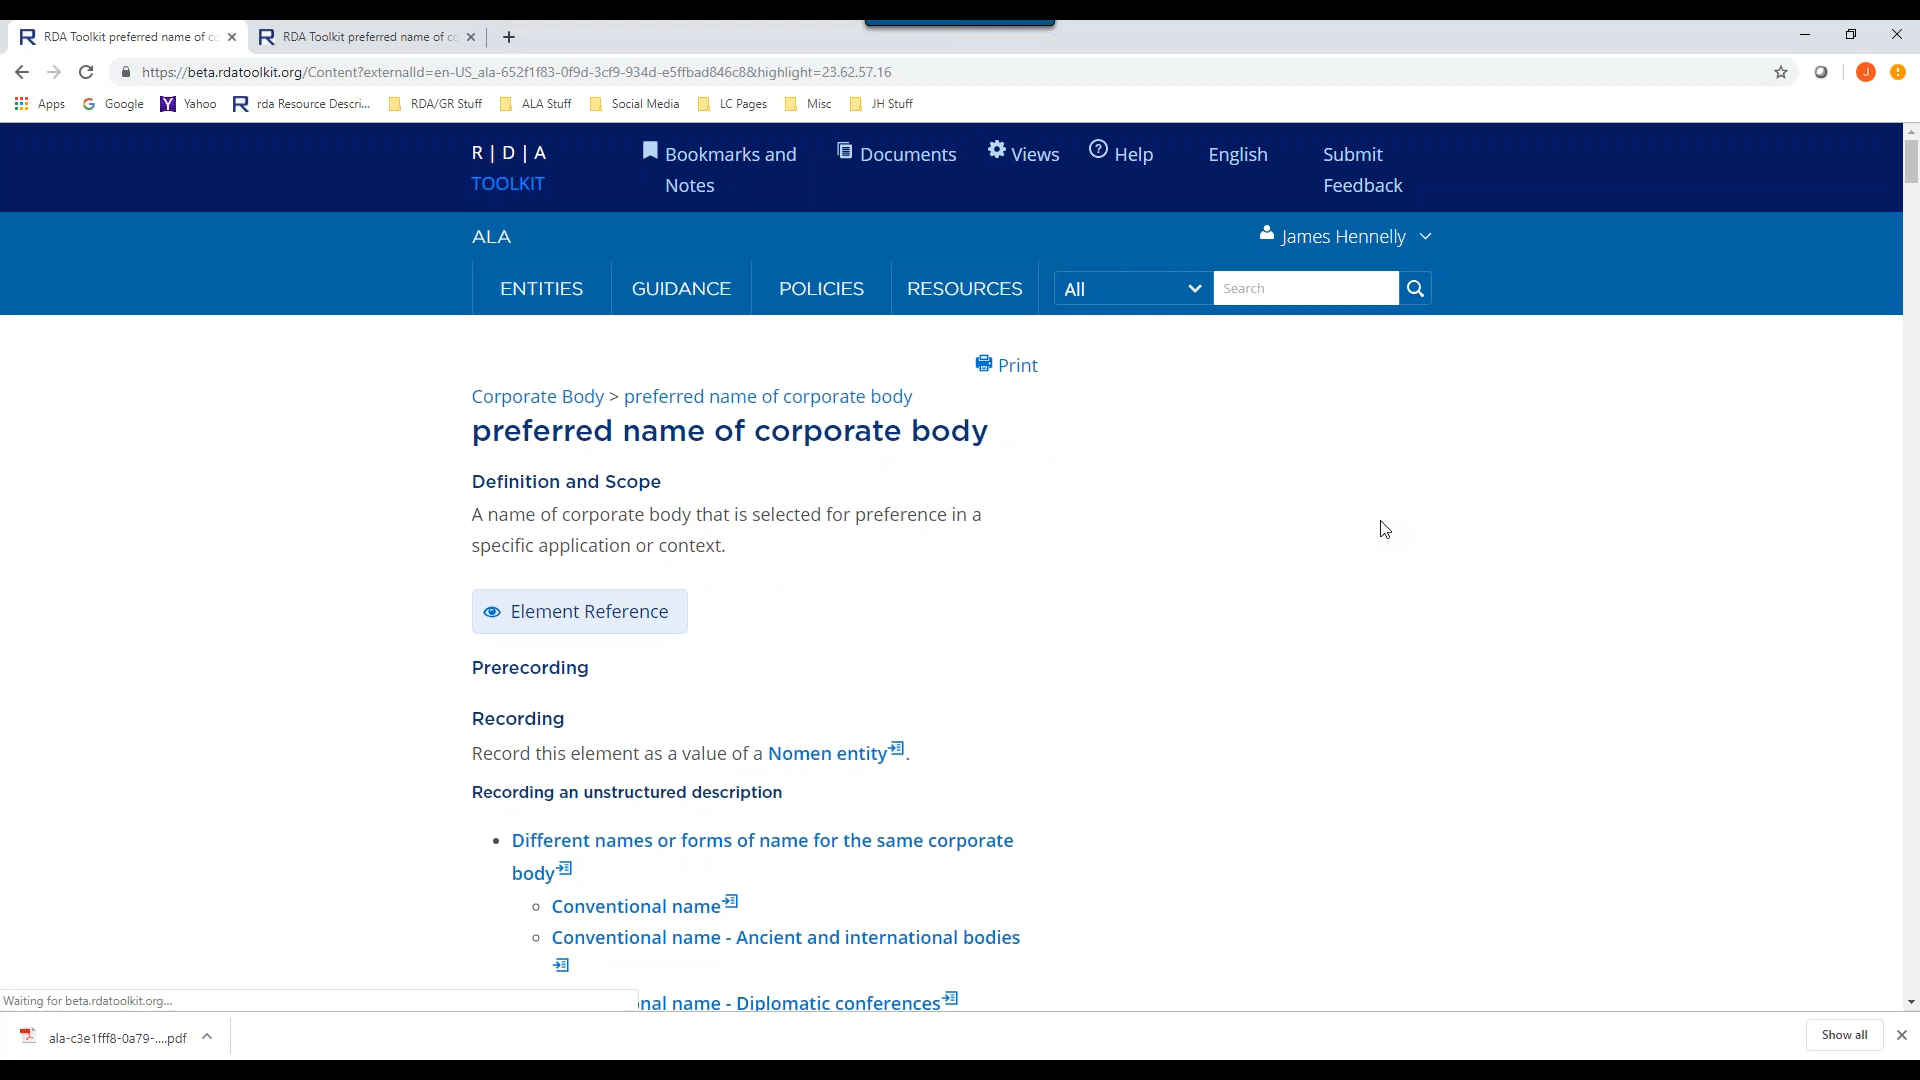 RDA Toolkit preferred name of co
RDA Toolkit preferred name of co
https://beta.rdatoolkit.org/Content?externalId=en-US_ala-652f1f83-0f9d-3cf9-934d-e5ffbad846c8&highlight=23.62.57.16
J
Apps Google Yahoo rda Resource Descri... RDA/GR Stuff ALA Stuff Social Media LC Pages Misc JH Stuff
R | D | A
TOOLKIT
Bookmarks and
Notes
Documents
Views
Help
English
Submit
Feedback
ALA
James Hennelly
ENTITIES GUIDANCE POLICIES RESOURCES All Search
Print
Corporate Body > preferred name of corporate body
preferred name of corporate body
Definition and Scope
A name of corporate body that is selected for preference in a
specific application or context.
Element Reference
Prerecording
Recording
Record this element as a value of a Nomen entity.
Recording an unstructured description
• Different names or forms of name for the same corporate
body
Conventional name
Conventional name - Ancient and international bodies
nal name - Diplomatic conferences
Waiting for beta.rdatoolkit.org...
ala-c3e1fff8-0a79-....pdf
Show all